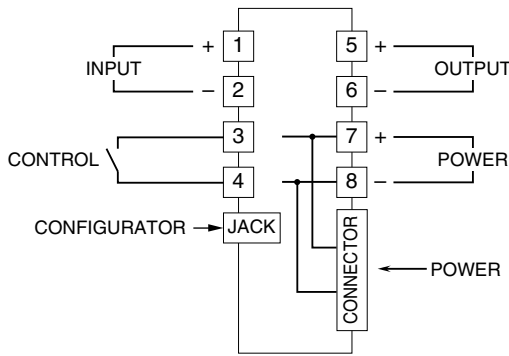 + 1 5 +
INPUT OUTPUT
− 2 6 −
3 7 +
CONTROL POWER
4 8 −
CONFIGURATOR JACK
CONNECTOR
POWER